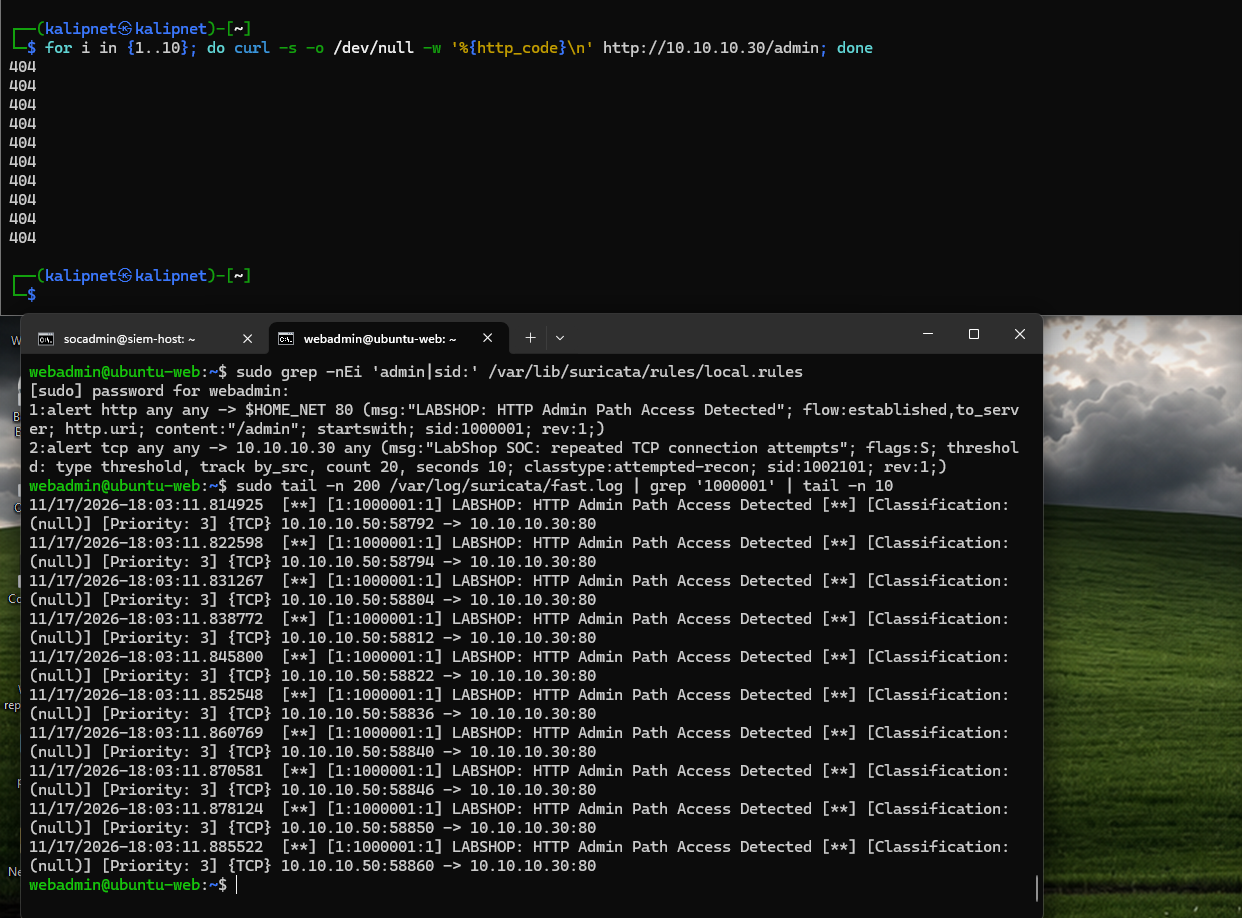 ┌──(kalipnet㉿kalipnet)-[~]
└─$ for i in {1..10}; do curl -s -o /dev/null -w '%{http_code}\n' http://10.10.10.30/admin; done
404
404
404
404
404
404
404
404
404
404
┌──(kalipnet㉿kalipnet)-[~]
└─$
socadmin@siem-host: ~
webadmin@ubuntu-web: ~
webadmin@ubuntu-web:~$ sudo grep -nEi 'admin|sid:' /var/lib/suricata/rules/local.rules
[sudo] password for webadmin:
1:alert http any any -> $HOME_NET 80 (msg:"LABSHOP: HTTP Admin Path Access Detected"; flow:established,to_serv
er; http.uri; content:"/admin"; startswith; sid:1000001; rev:1;)
2:alert tcp any any -> 10.10.10.30 any (msg:"LabShop SOC: repeated TCP connection attempts"; flags:S; threshol
d: type threshold, track by_src, count 20, seconds 10; classtype:attempted-recon; sid:1002101; rev:1;)
webadmin@ubuntu-web:~$ sudo tail -n 200 /var/log/suricata/fast.log | grep '1000001' | tail -n 10
11/17/2026-18:03:11.814925  [**] [1:1000001:1] LABSHOP: HTTP Admin Path Access Detected [**] [Classification:
(null)] [Priority: 3] {TCP} 10.10.10.50:58792 -> 10.10.10.30:80
11/17/2026-18:03:11.822598  [**] [1:1000001:1] LABSHOP: HTTP Admin Path Access Detected [**] [Classification:
(null)] [Priority: 3] {TCP} 10.10.10.50:58794 -> 10.10.10.30:80
11/17/2026-18:03:11.831267  [**] [1:1000001:1] LABSHOP: HTTP Admin Path Access Detected [**] [Classification:
(null)] [Priority: 3] {TCP} 10.10.10.50:58804 -> 10.10.10.30:80
11/17/2026-18:03:11.838772  [**] [1:1000001:1] LABSHOP: HTTP Admin Path Access Detected [**] [Classification:
(null)] [Priority: 3] {TCP} 10.10.10.50:58812 -> 10.10.10.30:80
11/17/2026-18:03:11.845800  [**] [1:1000001:1] LABSHOP: HTTP Admin Path Access Detected [**] [Classification:
(null)] [Priority: 3] {TCP} 10.10.10.50:58822 -> 10.10.10.30:80
11/17/2026-18:03:11.852548  [**] [1:1000001:1] LABSHOP: HTTP Admin Path Access Detected [**] [Classification:
(null)] [Priority: 3] {TCP} 10.10.10.50:58836 -> 10.10.10.30:80
11/17/2026-18:03:11.860769  [**] [1:1000001:1] LABSHOP: HTTP Admin Path Access Detected [**] [Classification:
(null)] [Priority: 3] {TCP} 10.10.10.50:58840 -> 10.10.10.30:80
11/17/2026-18:03:11.870581  [**] [1:1000001:1] LABSHOP: HTTP Admin Path Access Detected [**] [Classification:
(null)] [Priority: 3] {TCP} 10.10.10.50:58846 -> 10.10.10.30:80
11/17/2026-18:03:11.878124  [**] [1:1000001:1] LABSHOP: HTTP Admin Path Access Detected [**] [Classification:
(null)] [Priority: 3] {TCP} 10.10.10.50:58850 -> 10.10.10.30:80
11/17/2026-18:03:11.885522  [**] [1:1000001:1] LABSHOP: HTTP Admin Path Access Detected [**] [Classification:
(null)] [Priority: 3] {TCP} 10.10.10.50:58860 -> 10.10.10.30:80
webadmin@ubuntu-web:~$